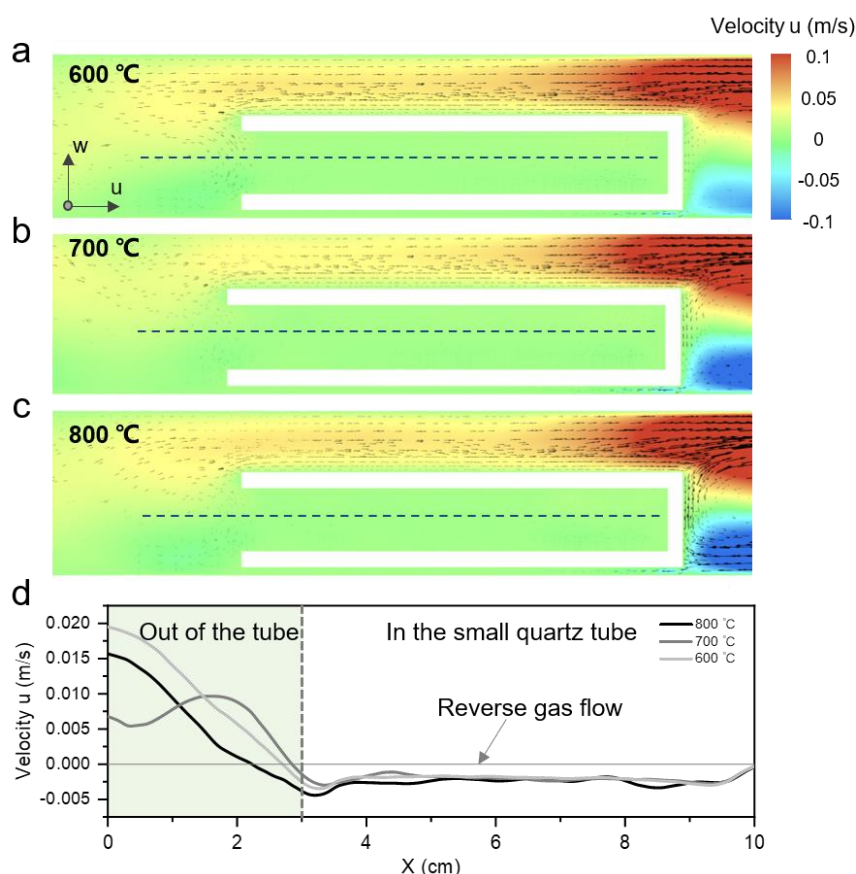 Velocity u (m/s)
a
600 ℃
0.1
0.05
0
-0.05
-0.1
w
u
b
700 ℃
c
800 ℃
d
0.020
0.015
0.010
0.005
0.000
-0.005
Velocity u (m/s)
Out of the tube
In the small quartz tube
800 ℃
700 ℃
600 ℃
Reverse gas flow
0
2
4
6
8
10
X (cm)